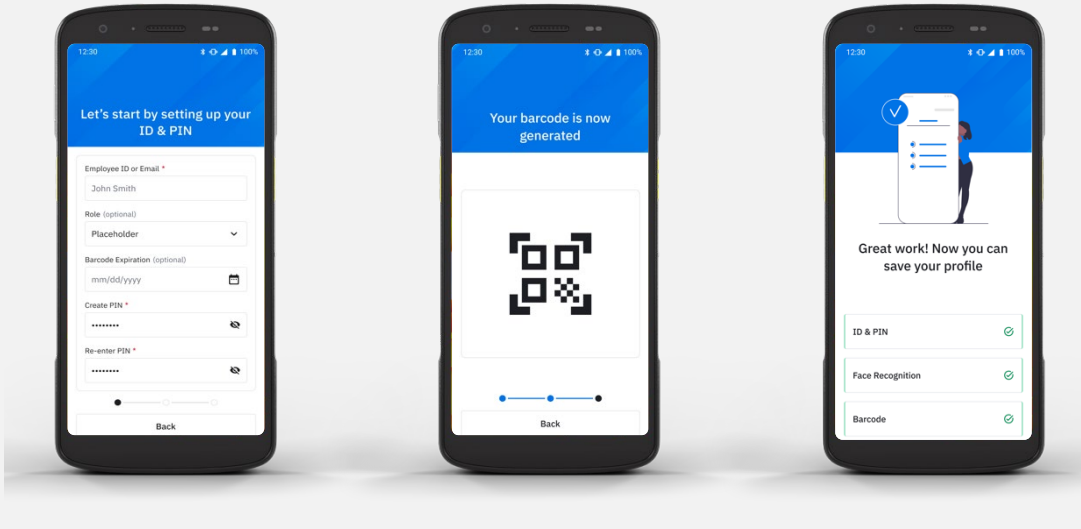 12:30
100%
Let's start by setting up your
ID & PIN
Employee ID or Email *
John Smith
Role (optional)
Placeholder
Barcode Expiration (optional)
mm/dd/yyyy
Create PIN *
••••••••
Re-enter PIN *
••••••••
Back
12:30
100%
Your barcode is now
generated
Back
12:30
100%
Great work! Now you can
save your profile
ID & PIN
Face Recognition
Barcode